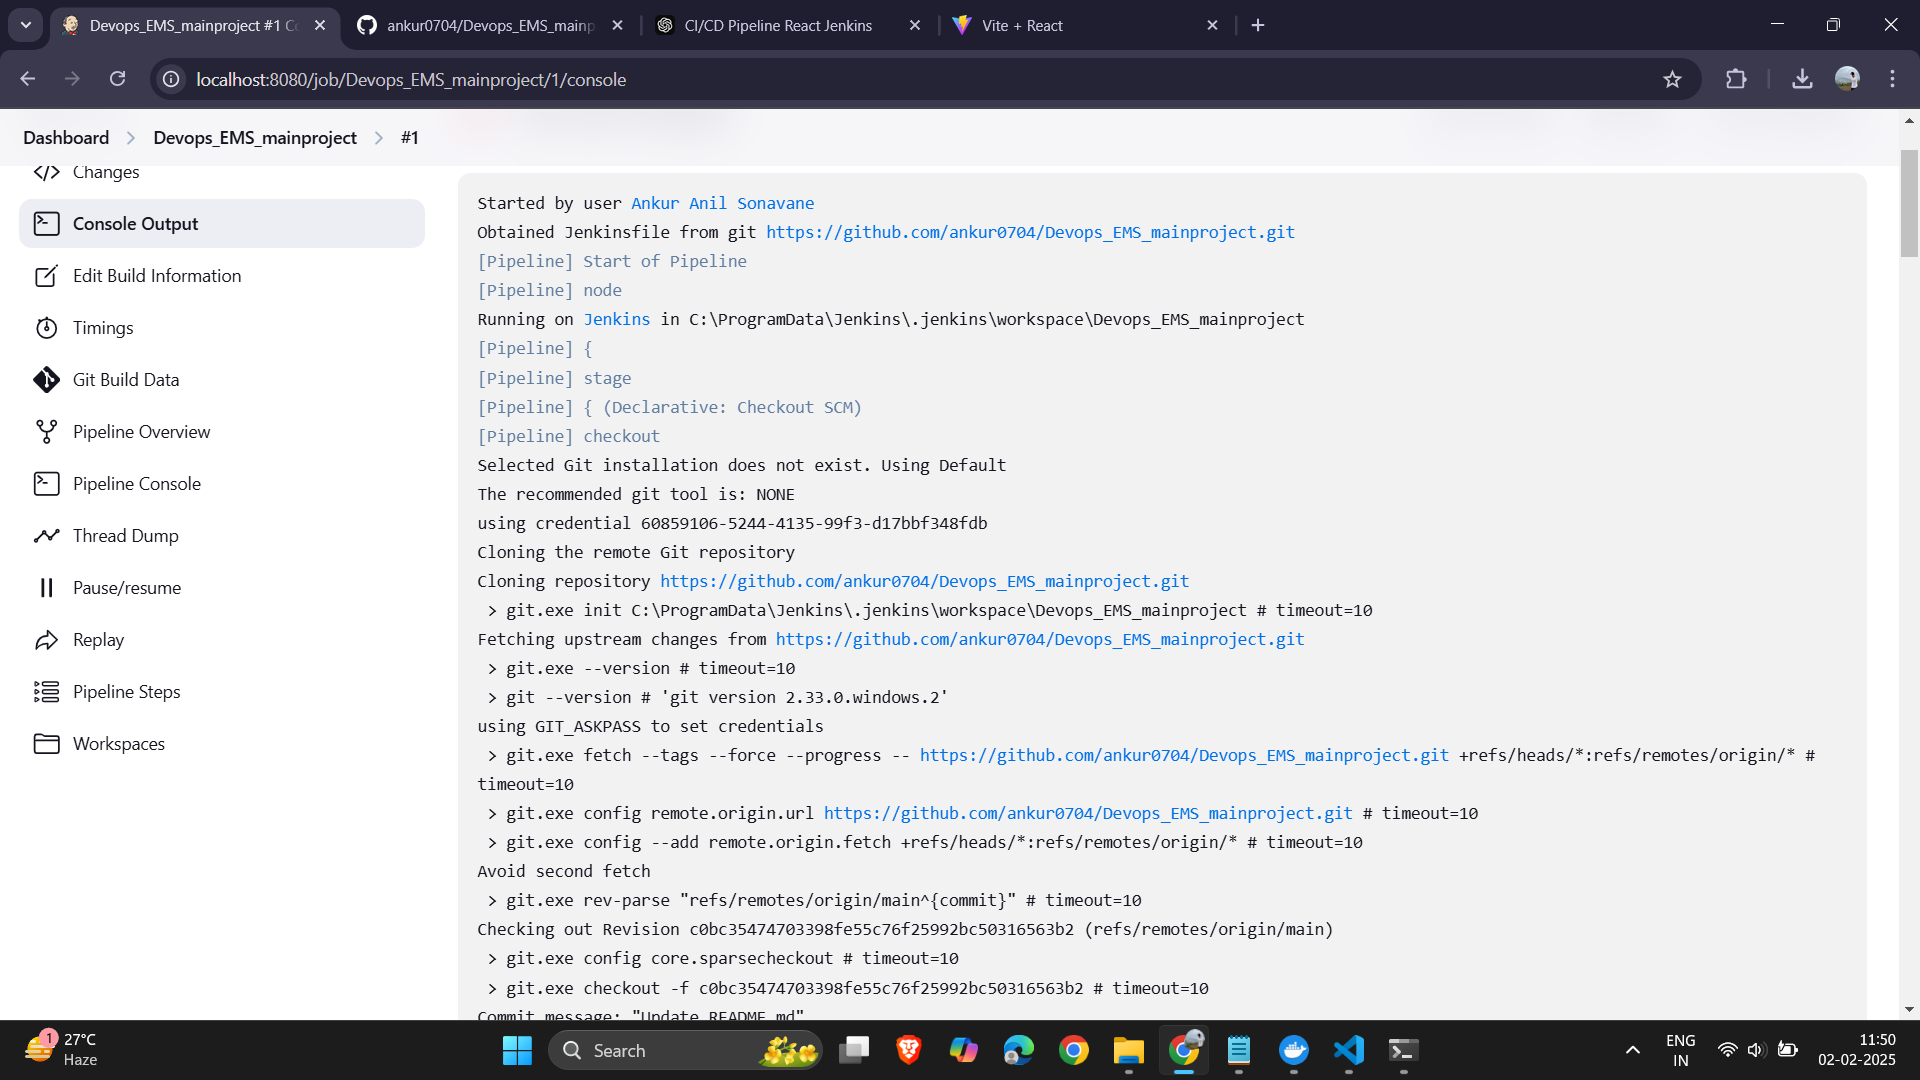 Devops_EMS_mainproject #1 Co
ankur0704/Devops_EMS_mainp
CI/CD Pipeline React Jenkins
Vite + React
localhost:8080/job/Devops_EMS_mainproject/1/console
Dashboard > Devops_EMS_mainproject > #1
Changes
Console Output
Edit Build Information
Timings
Git Build Data
Pipeline Overview
Pipeline Console
Thread Dump
Pause/resume
Replay
Pipeline Steps
Workspaces
Started by user Ankur Anil Sonavane
Obtained Jenkinsfile from git https://github.com/ankur0704/Devops_EMS_mainproject.git
[Pipeline] Start of Pipeline
[Pipeline] node
Running on Jenkins in C:\ProgramData\Jenkins\.jenkins\workspace\Devops_EMS_mainproject
[Pipeline] {
[Pipeline] stage
[Pipeline] { (Declarative: Checkout SCM)
[Pipeline] checkout
Selected Git installation does not exist. Using Default
The recommended git tool is: NONE
using credential 60859106-5244-4135-99f3-d17bbf348fdb
Cloning the remote Git repository
Cloning repository https://github.com/ankur0704/Devops_EMS_mainproject.git
> git.exe init C:\ProgramData\Jenkins\.jenkins\workspace\Devops_EMS_mainproject # timeout=10
Fetching upstream changes from https://github.com/ankur0704/Devops_EMS_mainproject.git
> git.exe --version # timeout=10
> git --version # 'git version 2.33.0.windows.2'
using GIT_ASKPASS to set credentials
> git.exe fetch --tags --force --progress -- https://github.com/ankur0704/Devops_EMS_mainproject.git +refs/heads/*:refs/remotes/origin/* #
timeout=10
> git.exe config remote.origin.url https://github.com/ankur0704/Devops_EMS_mainproject.git # timeout=10
> git.exe config --add remote.origin.fetch +refs/heads/*:refs/remotes/origin/* # timeout=10
Avoid second fetch
> git.exe rev-parse "refs/remotes/origin/main^{commit}" # timeout=10
Checking out Revision c0bc35474703398fe55c76f25992bc50316563b2 (refs/remotes/origin/main)
> git.exe config core.sparsecheckout # timeout=10
> git.exe checkout -f c0bc35474703398fe55c76f25992bc50316563b2 # timeout=10
Commit message: "Update README.md"
1
27°C
Haze
Search
ENG
IN
11:50
02-02-2025